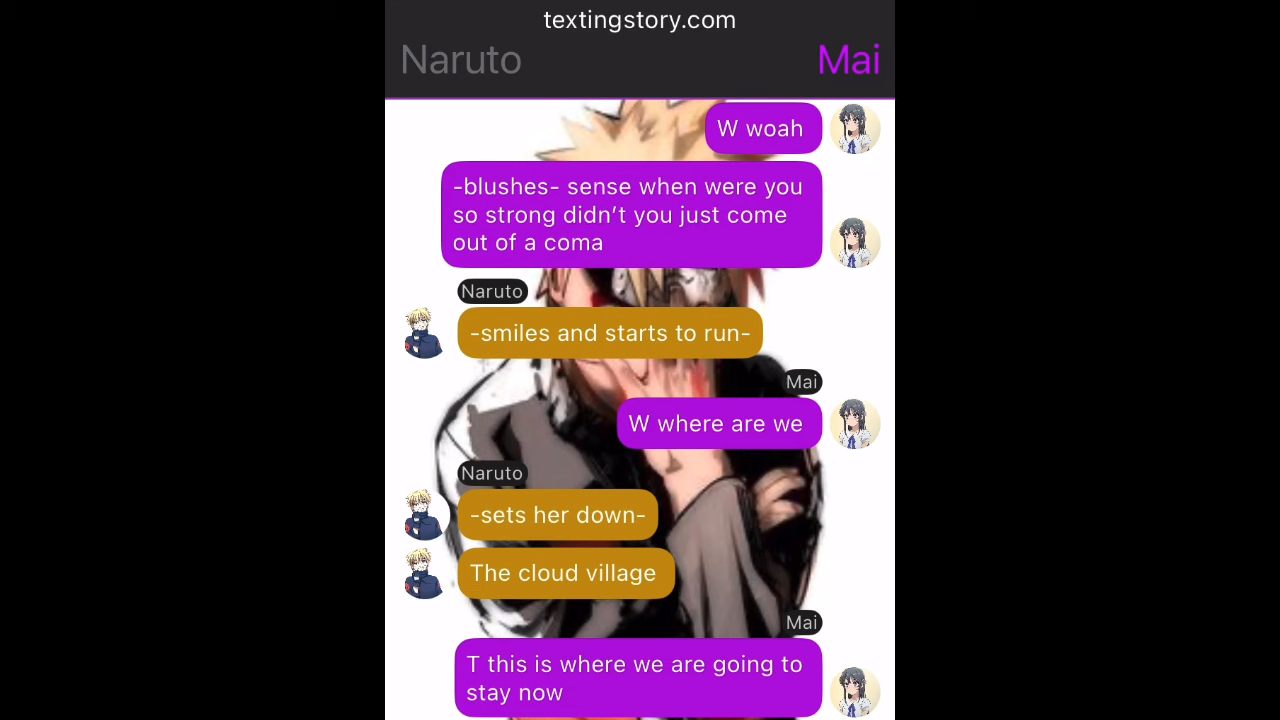 textingstory.com
Naruto
Mai
W woah
-blushes- sense when were you
so strong didn’t you just come
out of a coma
Naruto
-smiles and starts to run-
Mai
W where are we
Naruto
-sets her down-
The cloud village
Mai
T this is where we are going to
stay now